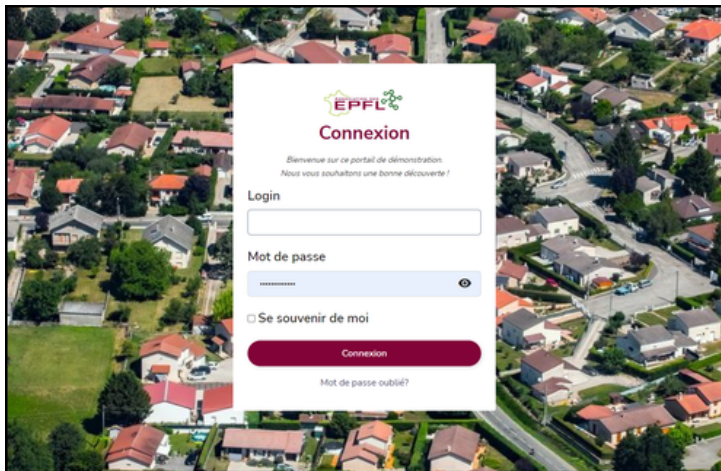 EPFL
Connexion
Bienvenue sur ce portail de démonstration.
Nous vous souhaitons une bonne découverte !
Login
Mot de passe
Se souvenir de moi
Connexion
Mot de passe oublié?